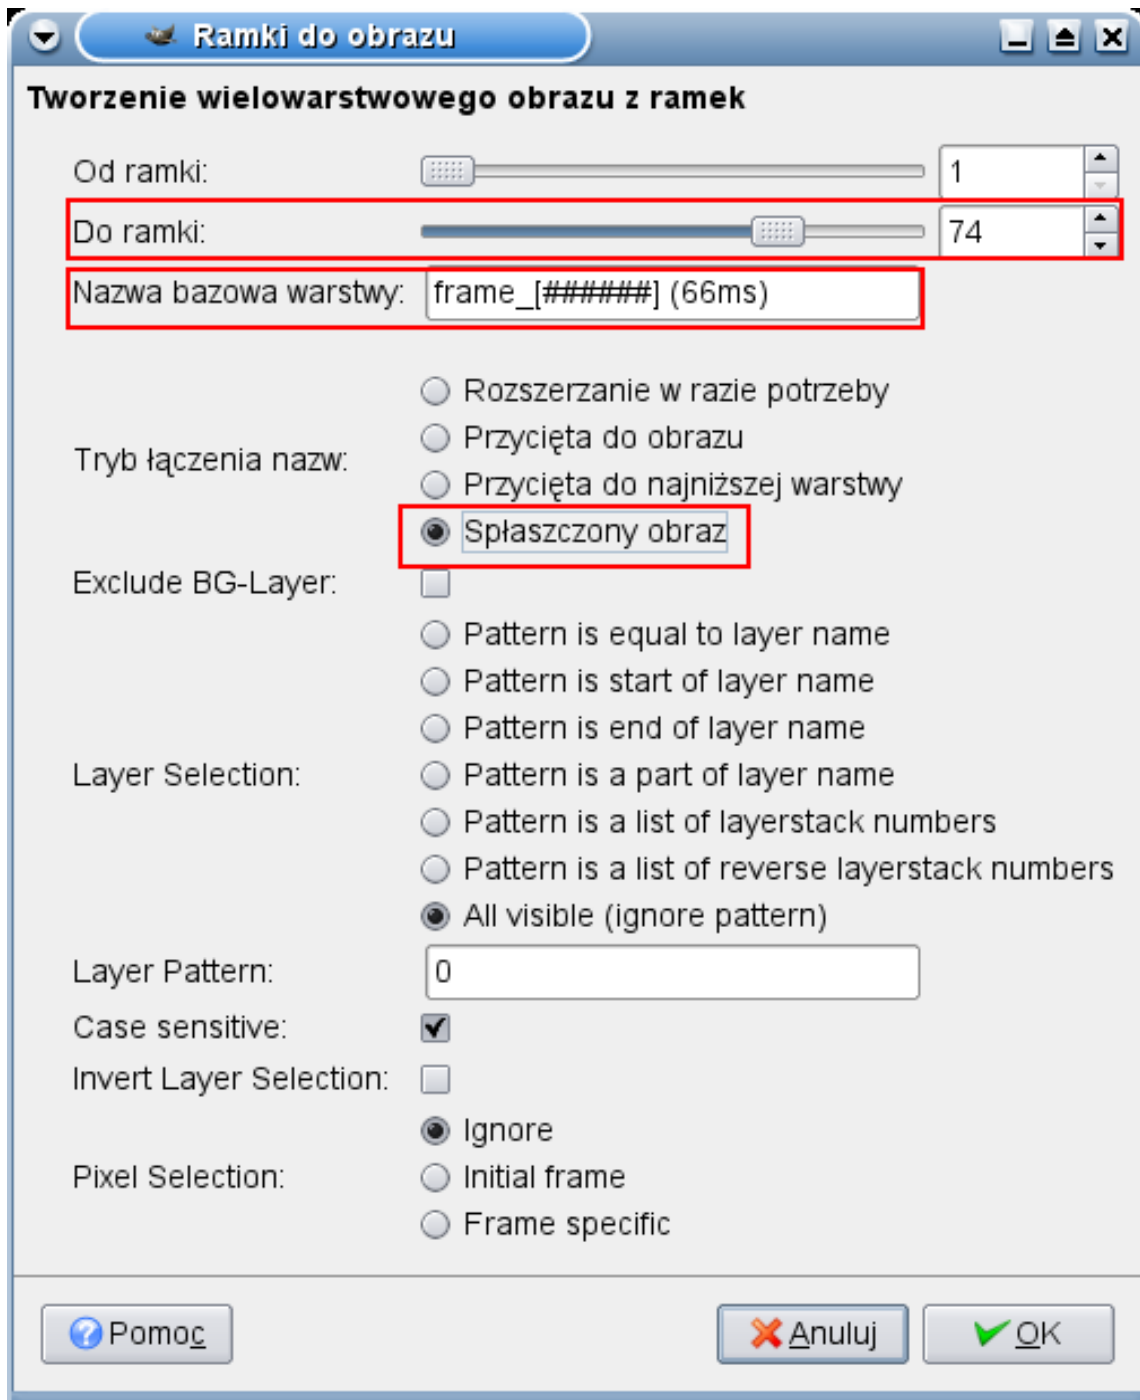 Ramki do obrazu
Tworzenie wielowarstwowego obrazu z ramek
Od ramki: 1
Do ramki: 74
Nazwa bazowa warstwy: frame_[######] (66ms)
Rozszerzanie w razie potrzeby
Przycięta do obrazu
Tryb łączenia nazw:
Przycięta do najniższej warstwy
Spłaszczony obraz
Exclude BG-Layer:
Pattern is equal to layer name
Pattern is start of layer name
Pattern is end of layer name
Layer Selection: Pattern is a part of layer name
Pattern is a list of layerstack numbers
Pattern is a list of reverse layerstack numbers
All visible (ignore pattern)
Layer Pattern: 0
Case sensitive:
Invert Layer Selection:
Ignore
Pixel Selection: Initial frame
Frame specific
Pomoc Anuluj OK